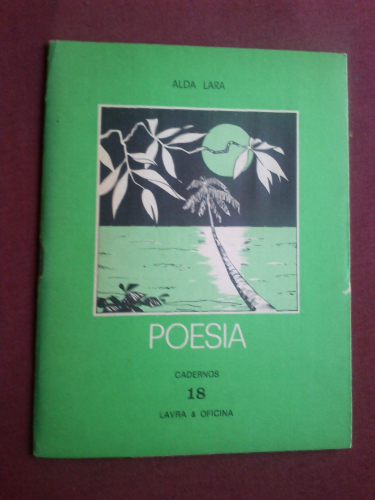 ALDA LARA
POESIA
CADERNOS
18
LAVRA & OFICINA